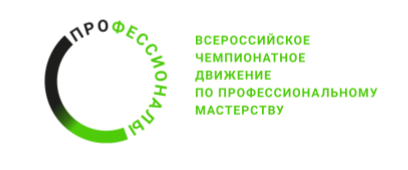 ПРОФЕССИОНАЛЫ
ВСЕРОССИЙСКОЕ
ЧЕМПИОНАТНОЕ
ДВИЖЕНИЕ
ПО ПРОФЕССИОНАЛЬНОМУ
МАСТЕРСТВУ